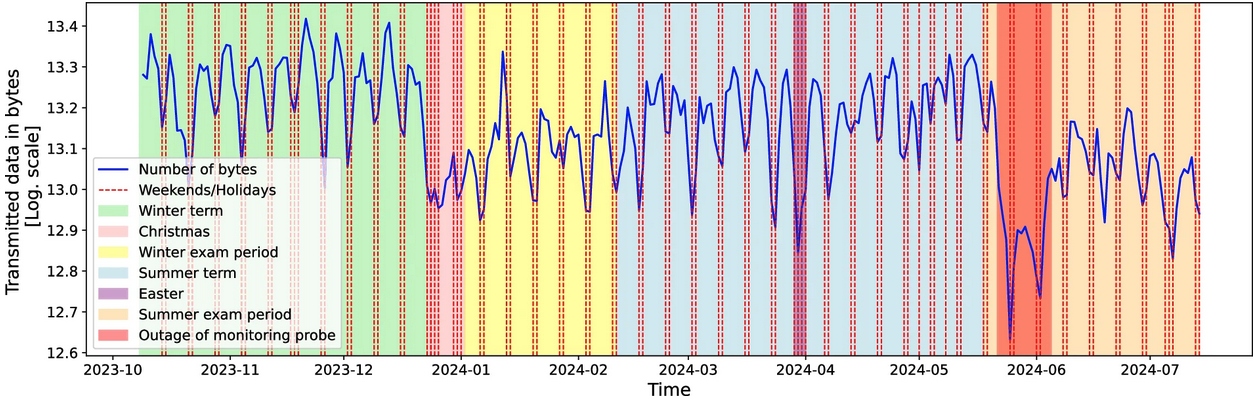 13.4
13.3
13.2
13.1
13.0
12.9
12.8
12.7
12.6
Transmitted data in bytes
[Log. scale]
Number of bytes
Weekends/Holidays
Winter term
Christmas
Winter exam period
Summer term
Easter
Summer exam period
Outage of monitoring probe
2023-10 2023-11 2023-12 2024-01 2024-02 2024-03 2024-04 2024-05 2024-06 2024-07
Time